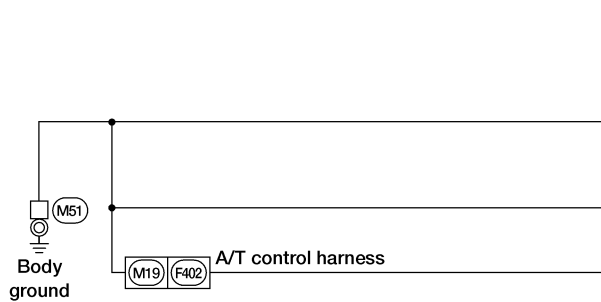 M51
A/T control harness
M19 F402
Body
ground